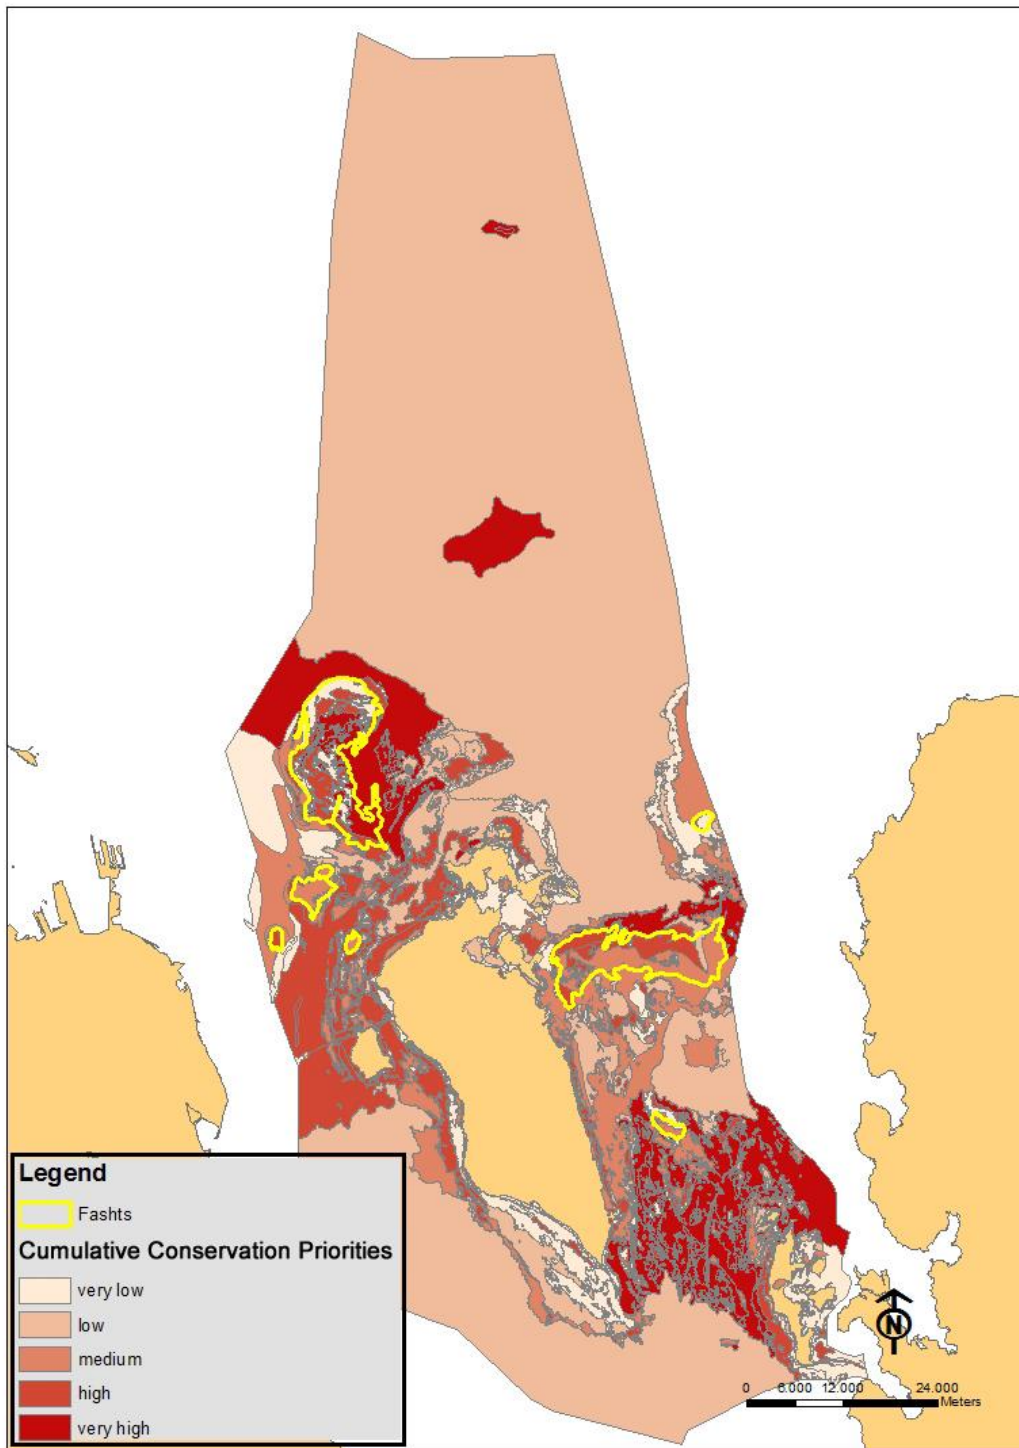 Legend
Fashts
Cumulative Conservation Priorities
very low
low
medium
high
very high
N
0 6.000 12.000 24.000
Meters